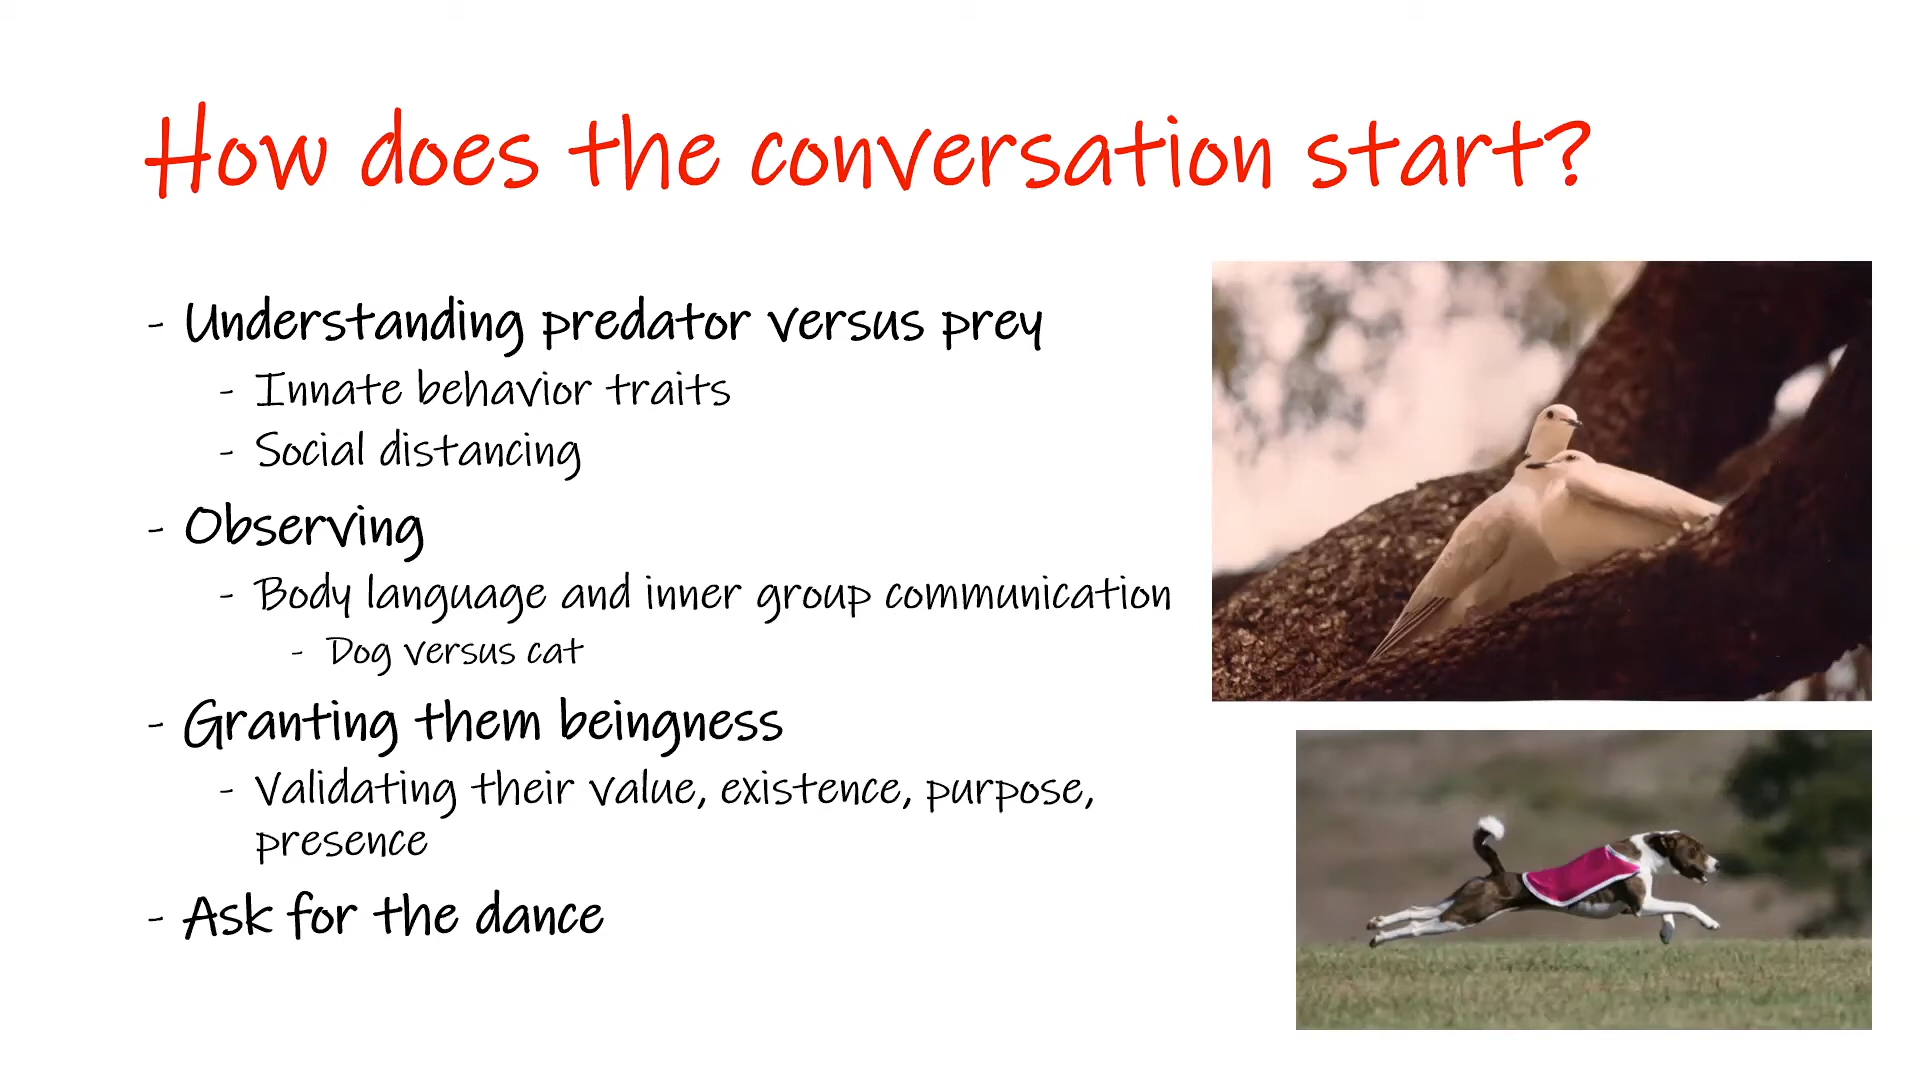 How does the conversation start?
- Understanding predator versus prey
- Innate behavior traits
- Social distancing
- Observing
- Body language and inner group communication
- Dog versus cat
- Granting them beingness
- Validating their value, existence, purpose,
presence
- Ask for the dance